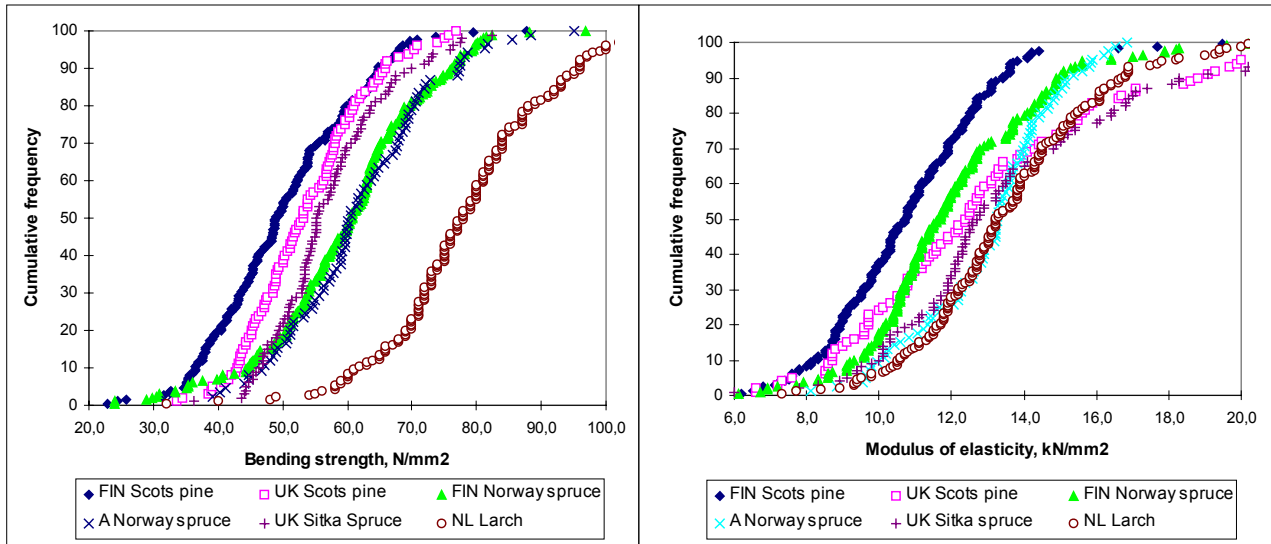 Cumulative frequency
100
90
80
70
60
50
40
30
20
10
0
20,0 30,0 40,0 50,0 60,0 70,0 80,0 90,0 100,0
Bending strength, N/mm2
FIN Scots pine UK Scots pine FIN Norway spruce
A Norway spruce UK Sitka Spruce NL Larch
Cumulative frequency
100
90
80
70
60
50
40
30
20
10
0
6,0 8,0 10,0 12,0 14,0 16,0 18,0 20,0
Modulus of elasticity, kN/mm2
FIN Scots pine UK Scots pine FIN Norway spruce
A Norway spruce UK Sitka spruce NL Larch